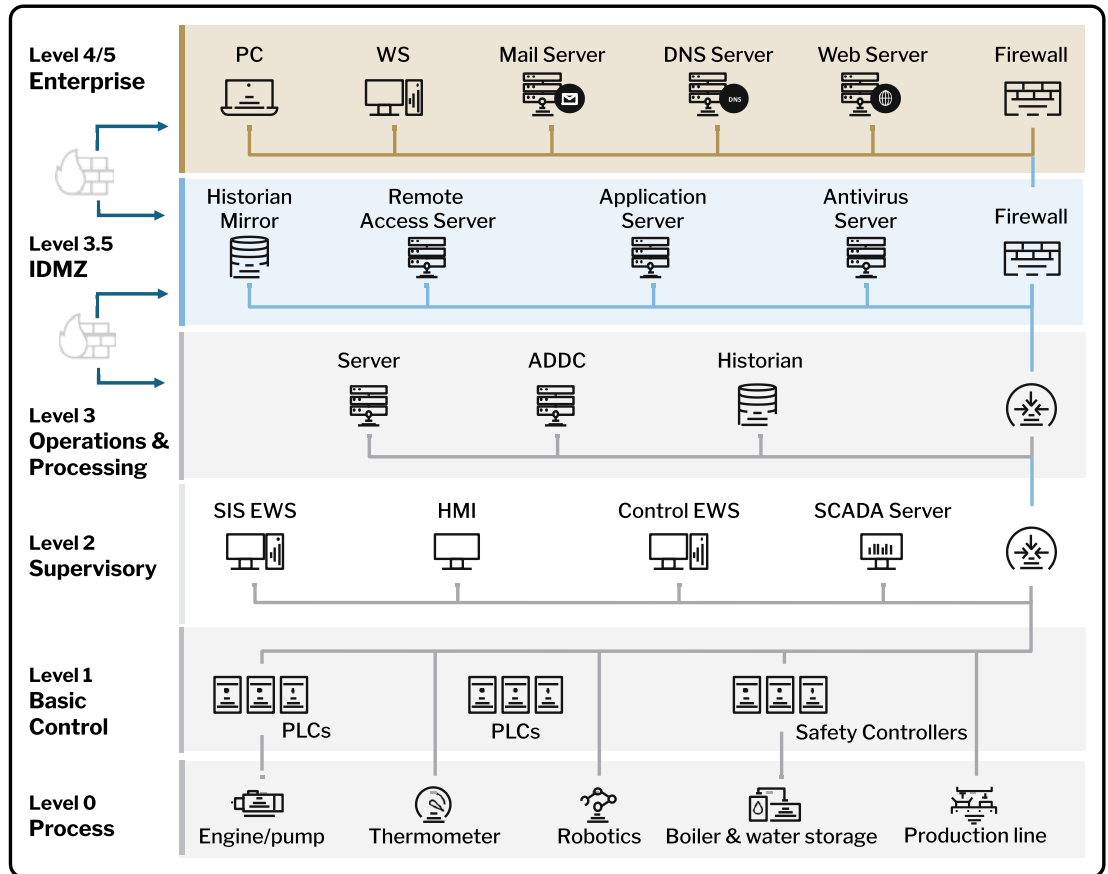 Level 4/5
Enterprise
PC
WS
Mail Server
DNS Server
DNS
Web Server
Firewall
Historian
Mirror
Remote
Access Server
Application
Server
Antivirus
Server
Firewall
Level 3.5
IDMZ
Server
ADDC
Historian
Level 3
Operations &
Processing
SIS EWS
HMI
Control EWS
SCADA Server
Level 2
Supervisory
Level 1
Basic
Control
PLCs
PLCs
Safety Controllers
Level 0
Process
Engine/pump
Thermometer
Robotics
Boiler & water storage
Production line